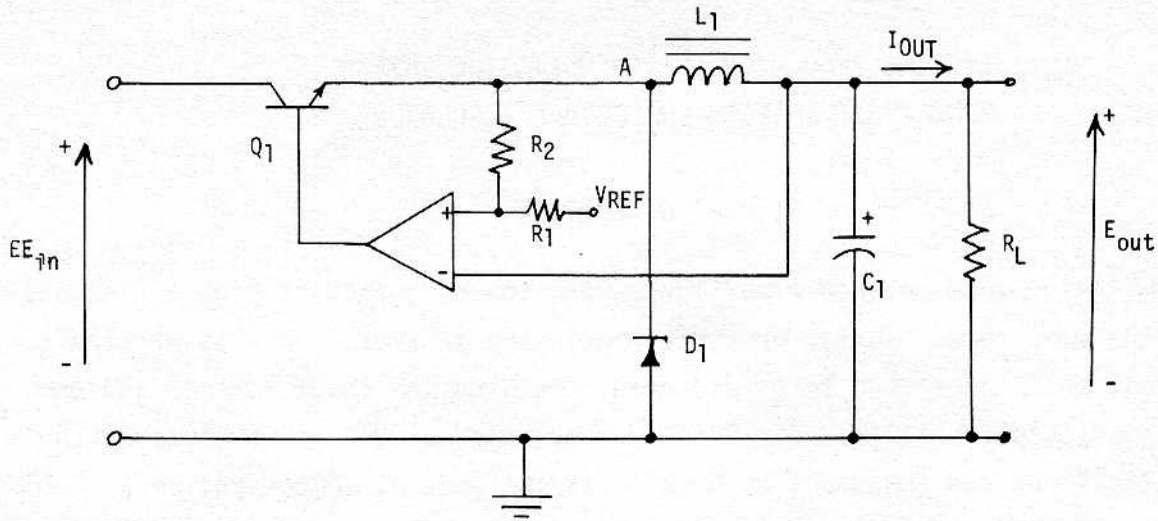 L1
IOUT
A
+
Q1
R2
+
VREF
R1
+
EEin
-
+
C1
RL
Eout
-
D1
-